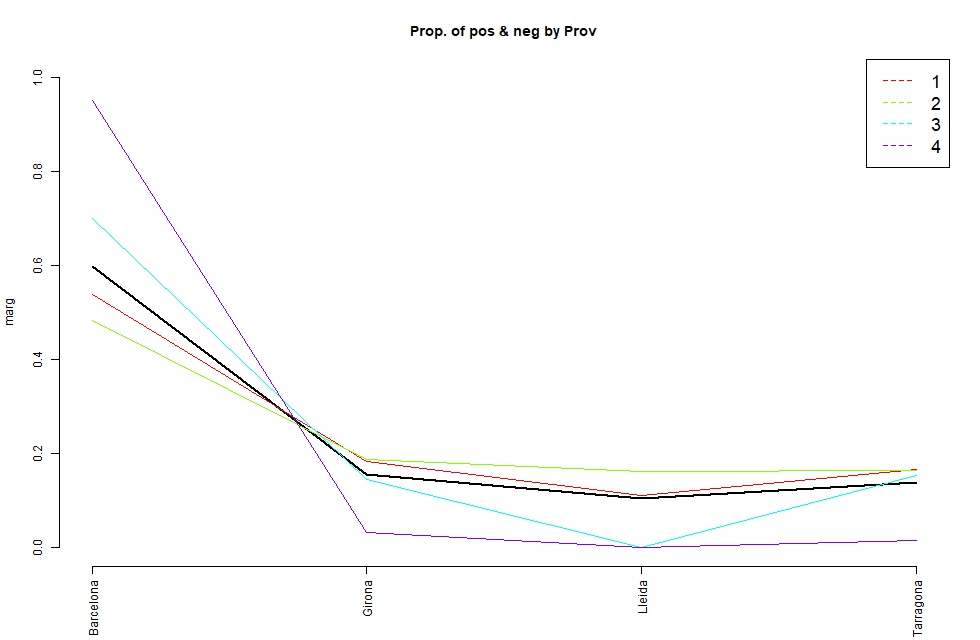 Prop. of pos & neg by Prov
1
2
3
4
marg
1.0
0.8
0.6
0.4
0.2
0.0
Barcelona
Girona
Lleida
Tarragona